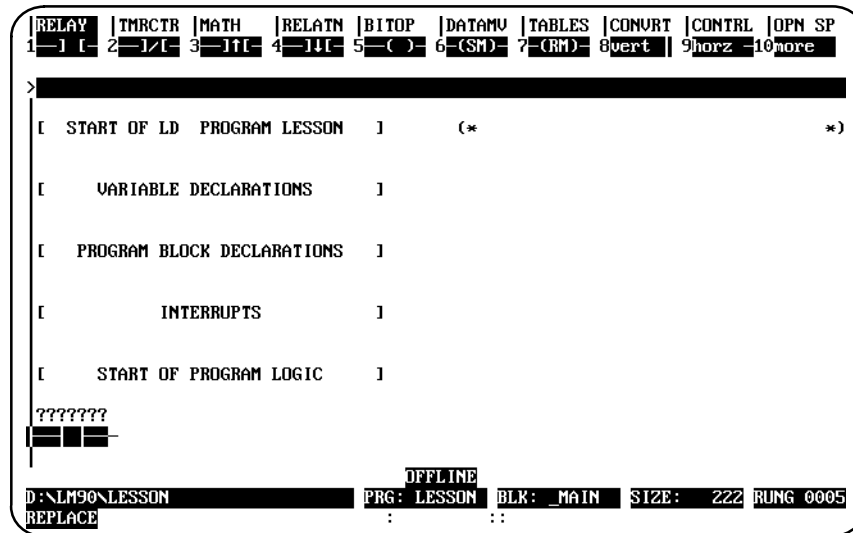 |RELAY |TMRCTR |MATH |RELATN |BITOP |DATAMV |TABLES |CONVRT |CONTRL |OPN SP
1—] [— 2—]/[— 3—]↑[— 4—]↓[— 5—( )— 6—(SM)— 7—(RM)— 8vert | 9horz —10more
>
[ START OF LD PROGRAM LESSON ] (* *)
[ VARIABLE DECLARATIONS ]
[ PROGRAM BLOCK DECLARATIONS ]
[ INTERRUPTS ]
[ START OF PROGRAM LOGIC ]
???????
OFFLINE
D:\LM90\LESSON PRG: LESSON BLK: _MAIN SIZE: 222 RUNG 0005
REPLACE : ::